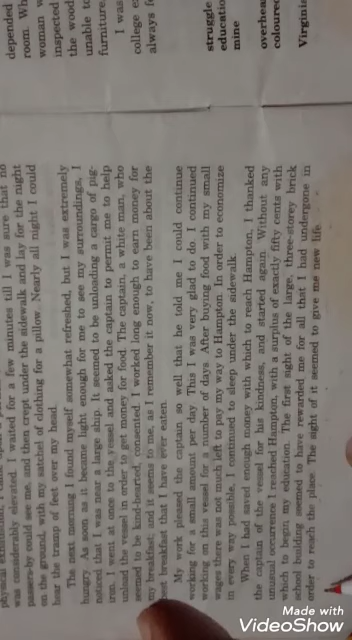 was considerably elevated. I waited for a few minutes till I was sure that no
passers-by could see me and then crept under the sidewalk and lay for the night
on the ground, with my satchel of clothing for a pillow. Nearly all night I could
hear the tramp of feet over my head.
The next morning I found myself somewhat refreshed, but I was extremely
hungry. As soon as it became light enough for me to see my surroundings, I
noticed that I was near a large ship. It seemed to be unloading a cargo of pig-
iron. I went at once to the vessel and asked the captain to permit me to help
unload the vessel in order to get money for food. The captain, a white man, who
seemed to be kind-hearted, consented. I worked long enough to earn money for
my breakfast; and it seems to me, as I remember it now, to have been about the
best breakfast that I have ever eaten.
My work pleased the captain so well that he told me I could continue
working for a small amount per day. This I was very glad to do. I continued
working on this vessel for a number of days. After buying food with my small
wages there was not much left to pay my way to Hampton. In order to economize
in every way possible, I continued to sleep under the sidewalk.
When I had saved enough money with which to reach Hampton, I thanked
the captain of the vessel for his kindness, and started again. Without any
unusual occurrence I reached Hampton, with a surplus of exactly fifty cents with
which to begin my education. The first sight of the large, three-storey brick
school building seemed to have rewarded me for all that I had undergone in
order to reach the place. The sight of it seemed to give me new life.
depended
room. Wh
woman w
inspected
the wood
unable to
furniture,
I was
college e
always f
struggle
education
mine
overhea
coloured
Virginia
Made with
VideoShow